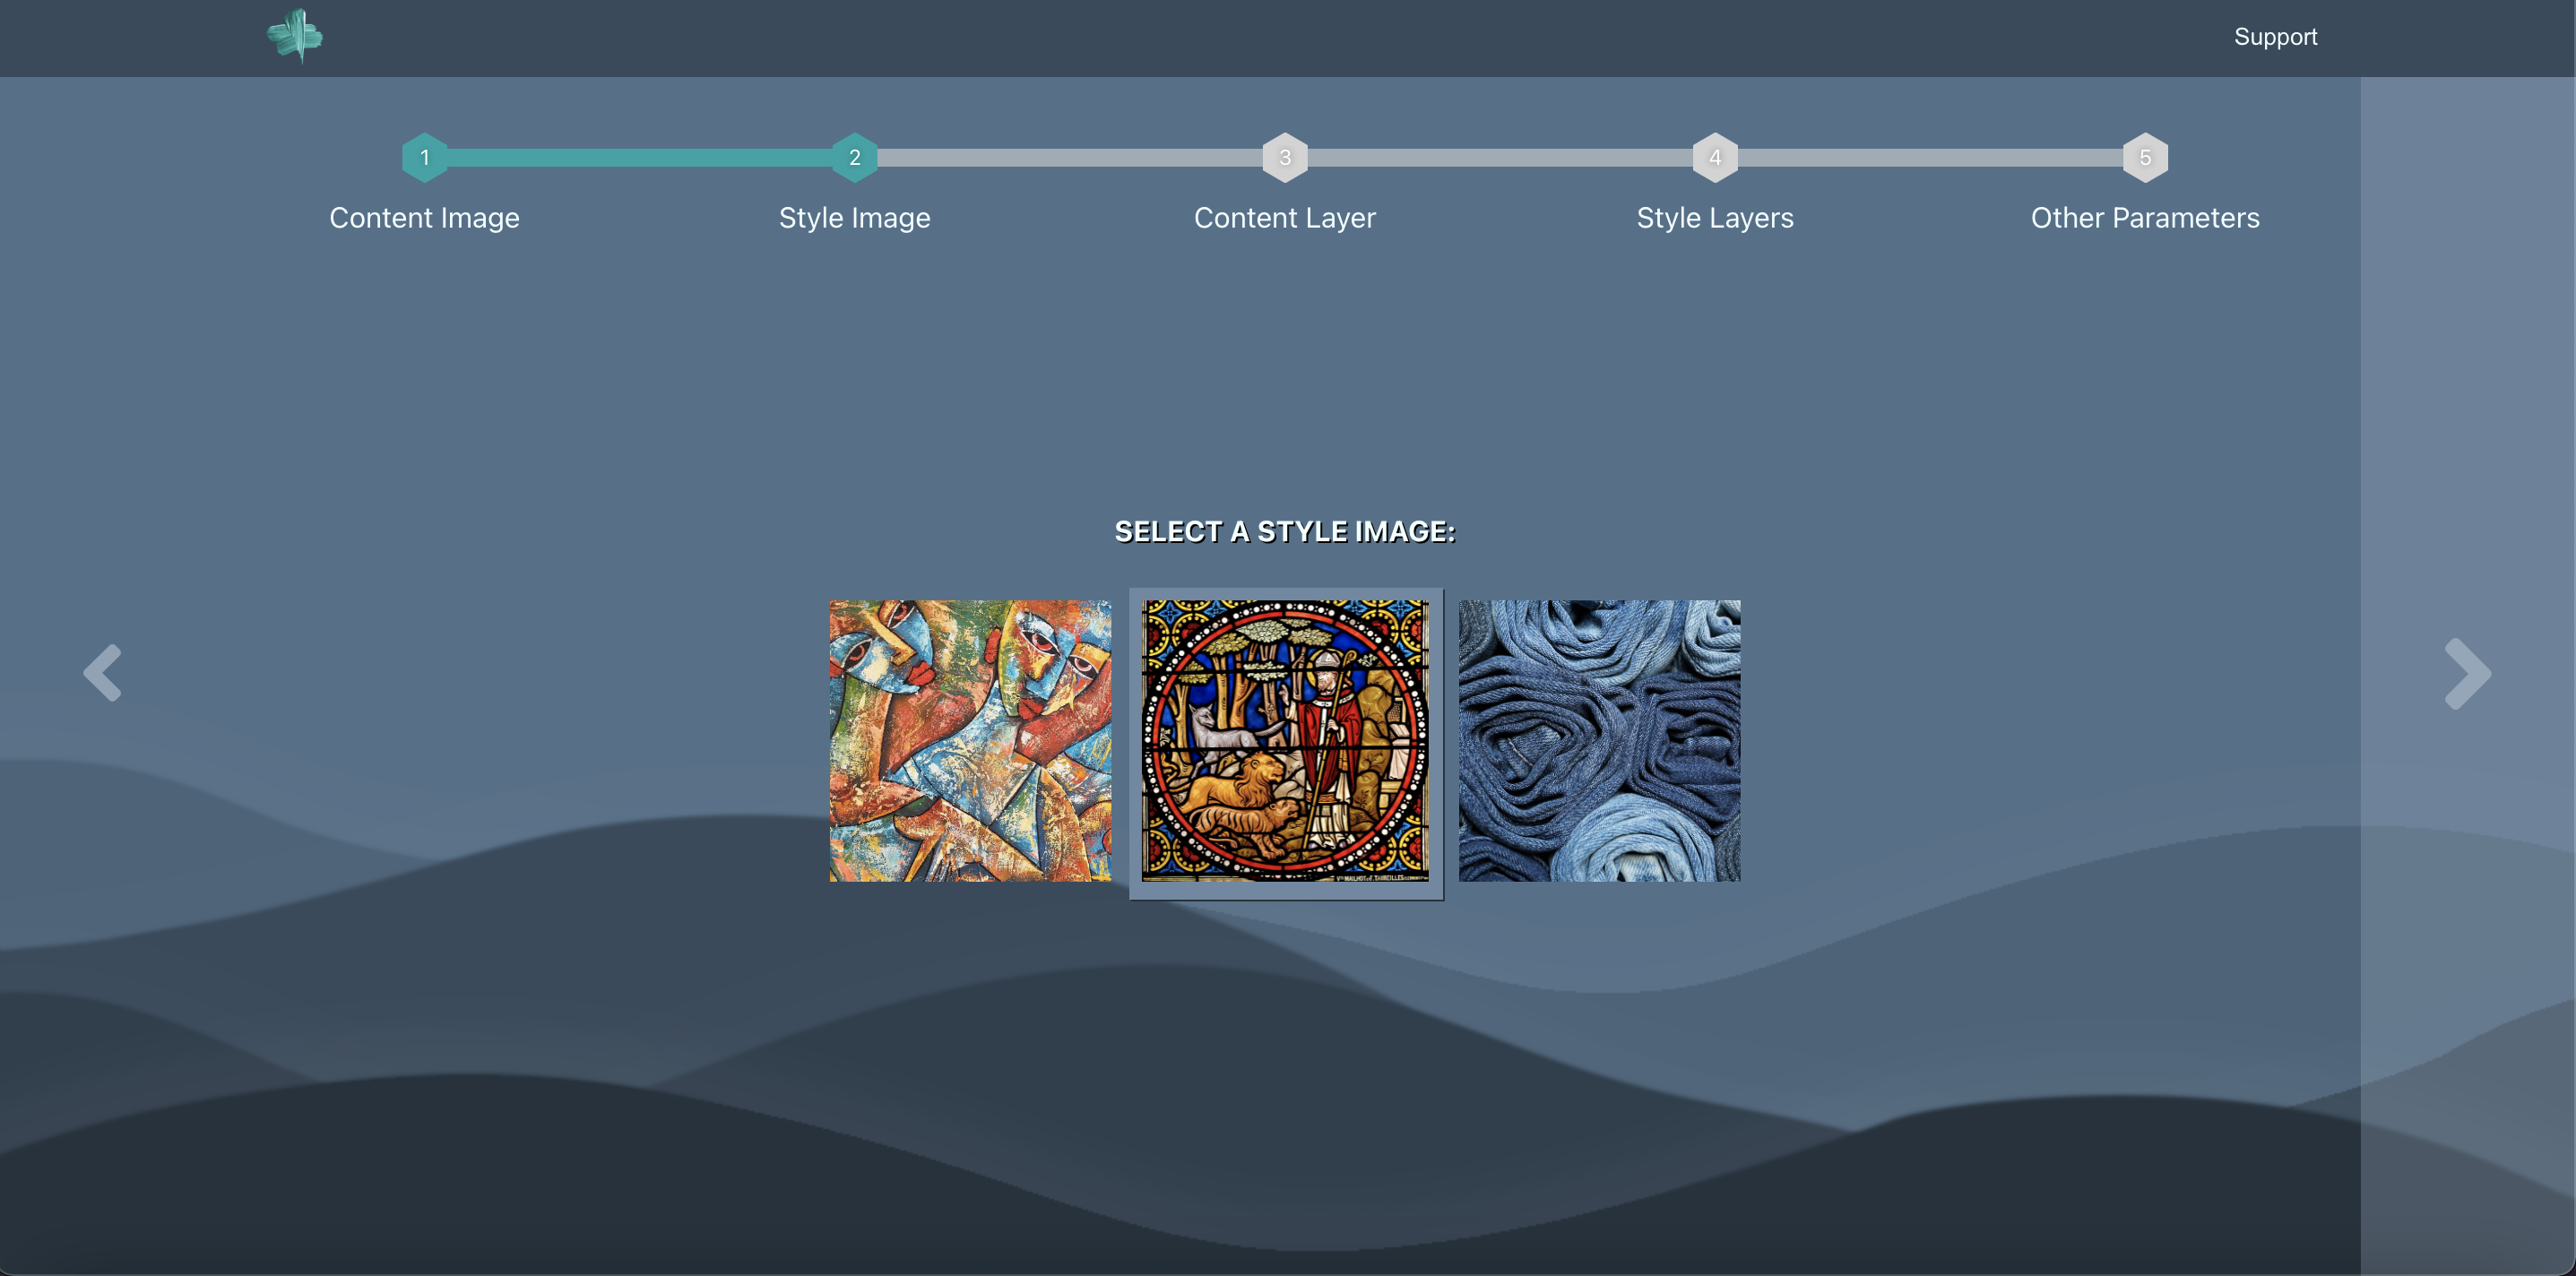 Support
1
2
3
4
5
Content Image
Style Image
Content Layer
Style Layers
Other Parameters
SELECT A STYLE IMAGE: